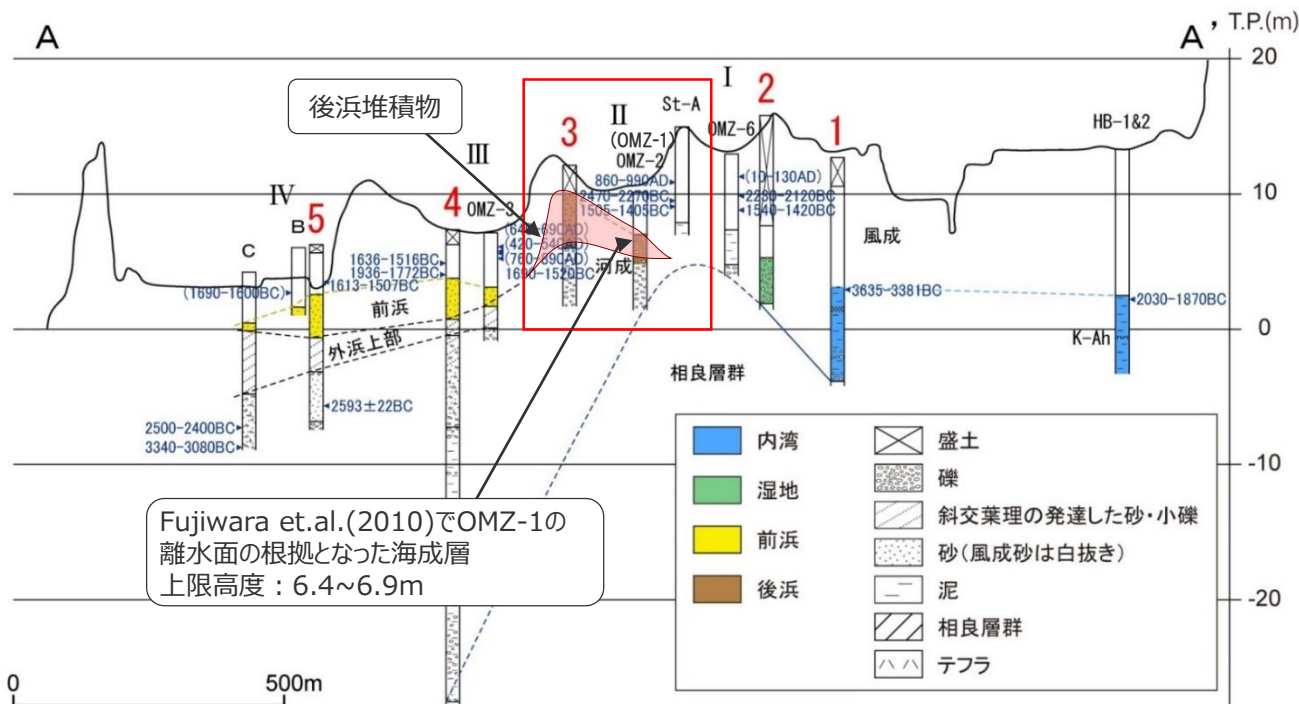 A
A’
T.P.(m)
20
後浜堆積物
I
II
(OMZ-1)
OMZ-2
3
St-A
OMZ-6
2
1
HB-1&2
III
IV
B
5
4
OMZ-3
C
860-990AD
2470-2270BC
1505-1405BC
(10-130AD)
2230-2120BC
1540-1420BC
10
風成
(420-540AD)
(760-890AD)
1690-1520BC
河成
1636-1516BC
1936-1772BC
(1690-1600BC)
1613-1507BC
前浜
外浜上部
3635-3381BC
2030-1870BC
0
K-Ah
相良層群
2593±22BC
2500-2400BC
3340-3080BC
-10
-20
Fujiwara et.al.(2010)でOMZ-1の
離水面の根拠となった海成層
上限高度：6.4~6.9m
内湾
湿地
前浜
後浜
盛土
礫
斜交葉理の発達した砂・小礫
砂(風成砂は白抜き)
泥
相良層群
テフラ
0
500m